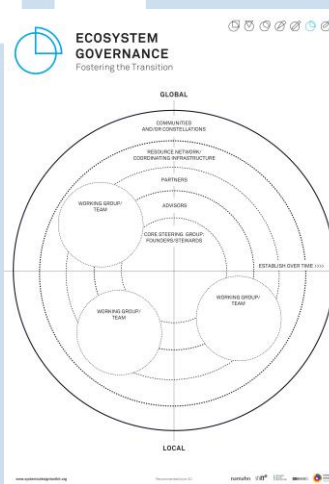 ECOSYSTEM
GOVERNANCE
Fostering the Transition
GLOBAL
COMMUNITIES
AND/OR CONSTELLATIONS
RESOURCE NETWORK/
COORDINATING INFRASTRUCTURE
PARTNERS
WORKING GROUP/
TEAM
ADVISORS
CORE STEERING GROUP:
FOUNDERS/STEWARDS
ESTABLISH OVER TIME >>>>
WORKING GROUP/
TEAM
WORKING GROUP/
TEAM
LOCAL
namahn